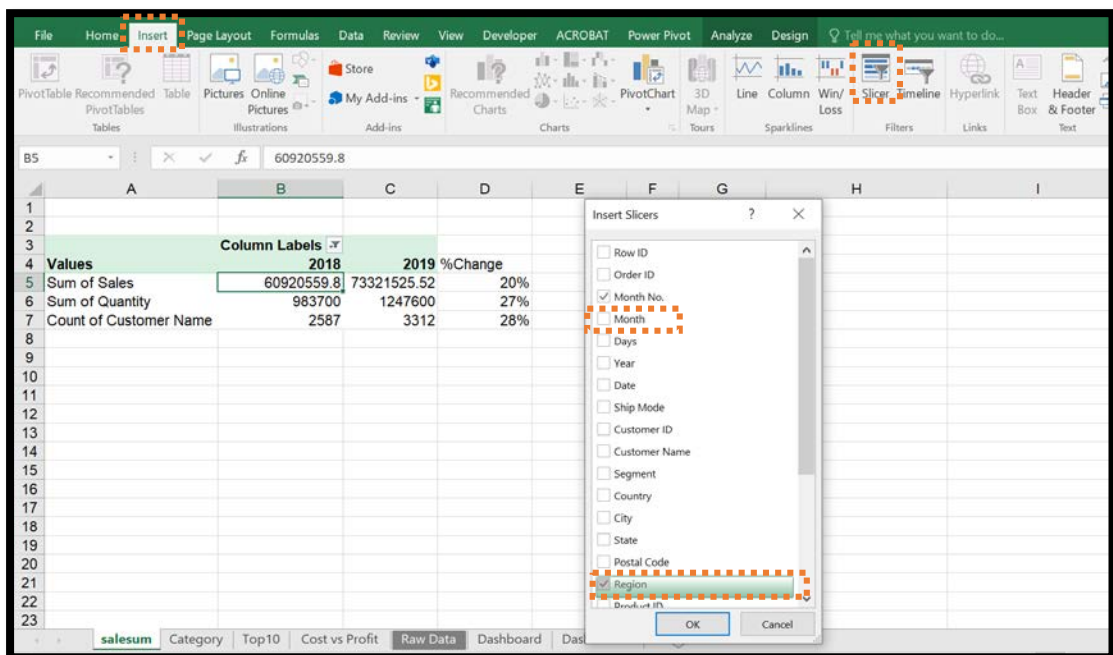 File Home Insert Page Layout Formulas Data Review View Developer ACROBAT Power Pivot Analyze Design Tell me what you want to do...
PivotTable Recommended PivotTables Table Pictures Online Pictures Store My Add-ins Recommended Charts PivotChart 3D Map Line Column Win/Loss Slicer Timeline Hyperlink Text Box Header & Footer
Tables Illustrations Add-ins Charts Tours Sparklines Filters Links Text
B5 fx 60920559.8
A B C D E F G H I
1
2
3 Column Labels
4 Values 2018 2019 %Change
5 Sum of Sales 60920559.8 73321525.52 20%
6 Sum of Quantity 983700 1247600 27%
7 Count of Customer Name 2587 3312 28%
8
9
10
11
12
13
14
15
16
17
18
19
20
21
22
23
Insert Slicers ? ×
Row ID
Order ID
Month No.
Month
Days
Year
Date
Ship Mode
Customer ID
Customer Name
Segment
Country
City
State
Postal Code
Region
Product ID
OK Cancel
salesum Category Top10 Cost vs Profit Raw Data Dashboard Das